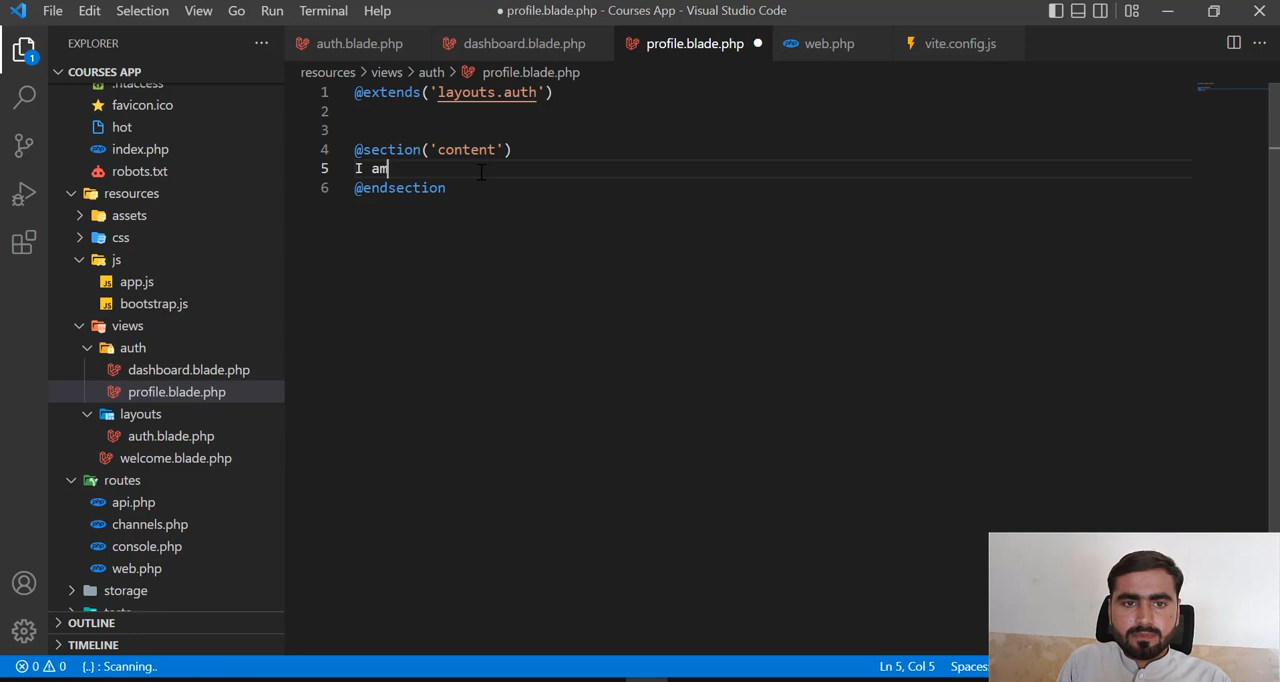 File Edit Selection View Go Run Terminal Help
● profile.blade.php - Courses App - Visual Studio Code
EXPLORER
auth.blade.php dashboard.blade.php profile.blade.php web.php vite.config.js
COURSES APP
resources > views > auth > profile.blade.php
.htaccess
favicon.ico
hot
index.php
robots.txt
resources
assets
css
js
app.js
bootstrap.js
views
auth
dashboard.blade.php
profile.blade.php
layouts
auth.blade.php
welcome.blade.php
routes
api.php
channels.php
console.php
web.php
storage
tests
OUTLINE
TIMELINE
1 @extends('layouts.auth')
2
3
4 @section('content')
5 I am
6 @endsection
1
0 0 {..} : Scanning..
Ln 5, Col 5 Spaces: